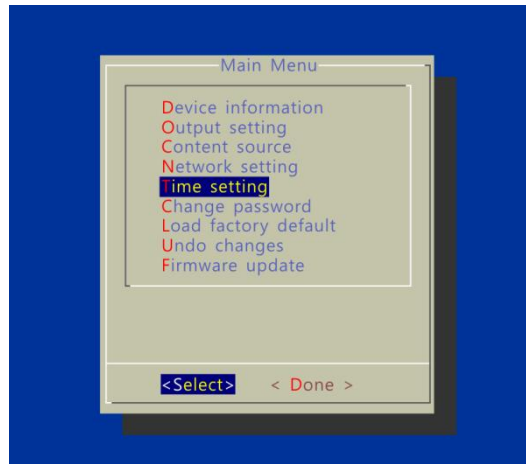 Main Menu
Device information
Output setting
Content source
Network setting
Time setting
Change password
Load factory default
Undo changes
Firmware update
<Select> < Done >